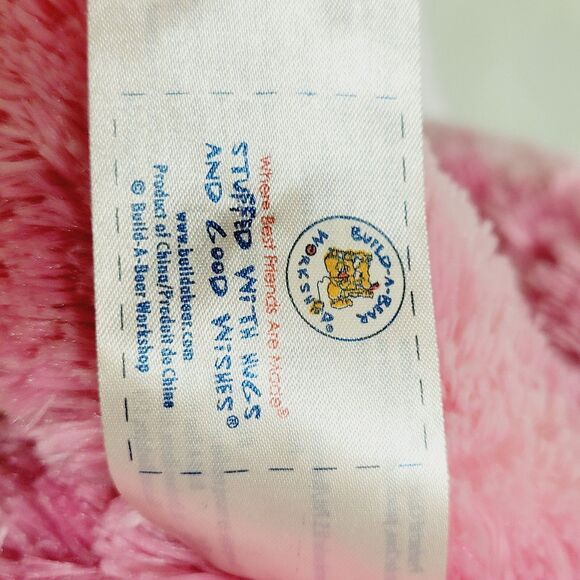 BUILD-A-BEAR
WORKSHOP
Where Best Friends Are Made®
STUFFED WITH HUGS
AND GOOD WISHES®
www.buildabear.com
Product of China/Produit de Chine
© Build-A-Bear Workshop